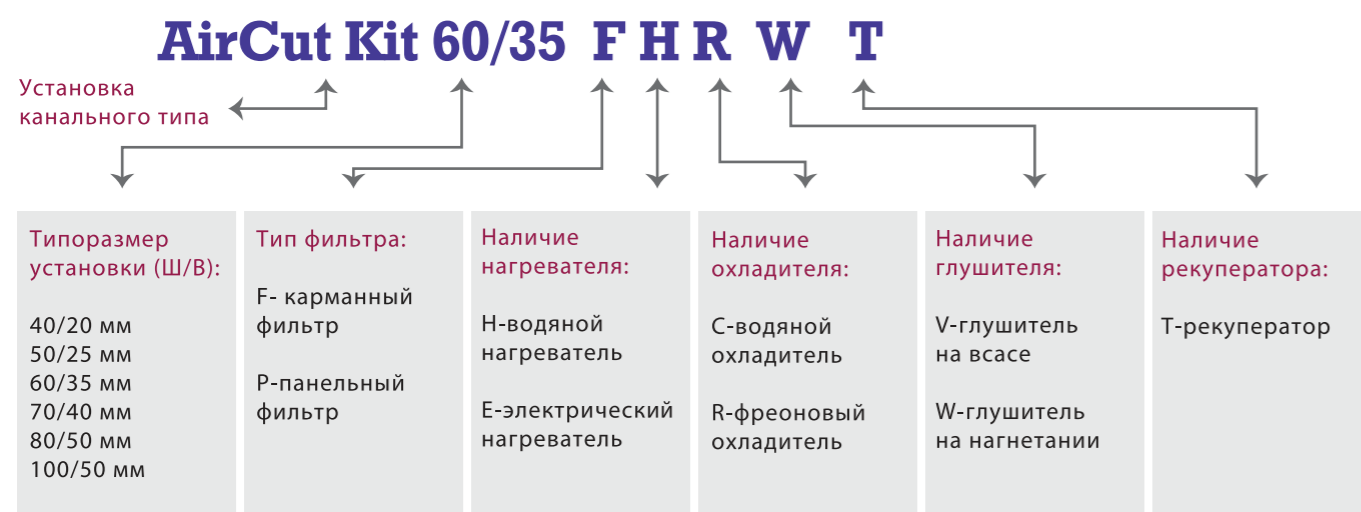 AirCut Kit 60/35 F H R W T
Установка
канального типа
Типоразмер
установки (Ш/В):
40/20 мм
50/25 мм
60/35 мм
70/40 мм
80/50 мм
100/50 мм
Тип фильтра:
F- карманный
фильтр
P-панельный
фильтр
Наличие
нагревателя:
H-водяной
нагреватель
E-электрический
нагреватель
Наличие
охладителя:
C-водяной
охладитель
R-фреоновый
охладитель
Наличие
глушителя:
V-глушитель
на всасе
W-глушитель
на нагнетании
Наличие
рекуператора:
T-рекуператор